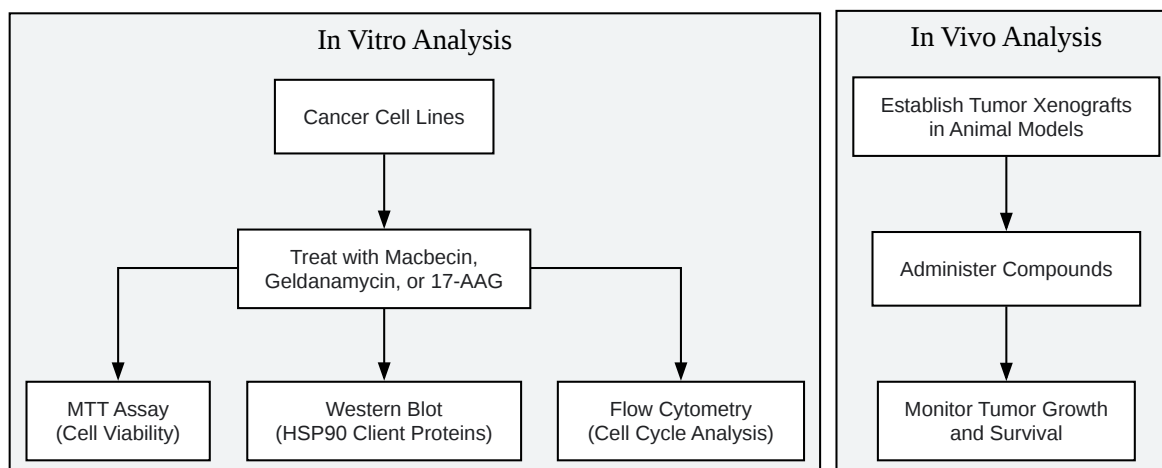 In Vitro Analysis
Cancer Cell Lines
Treat with Macbecin,
Geldanamycin, or 17-AAG
MTT Assay
(Cell Viability)
Western Blot
(HSP90 Client Proteins)
Flow Cytometry
(Cell Cycle Analysis)
In Vivo Analysis
Establish Tumor Xenografts
in Animal Models
Administer Compounds
Monitor Tumor Growth
and Survival